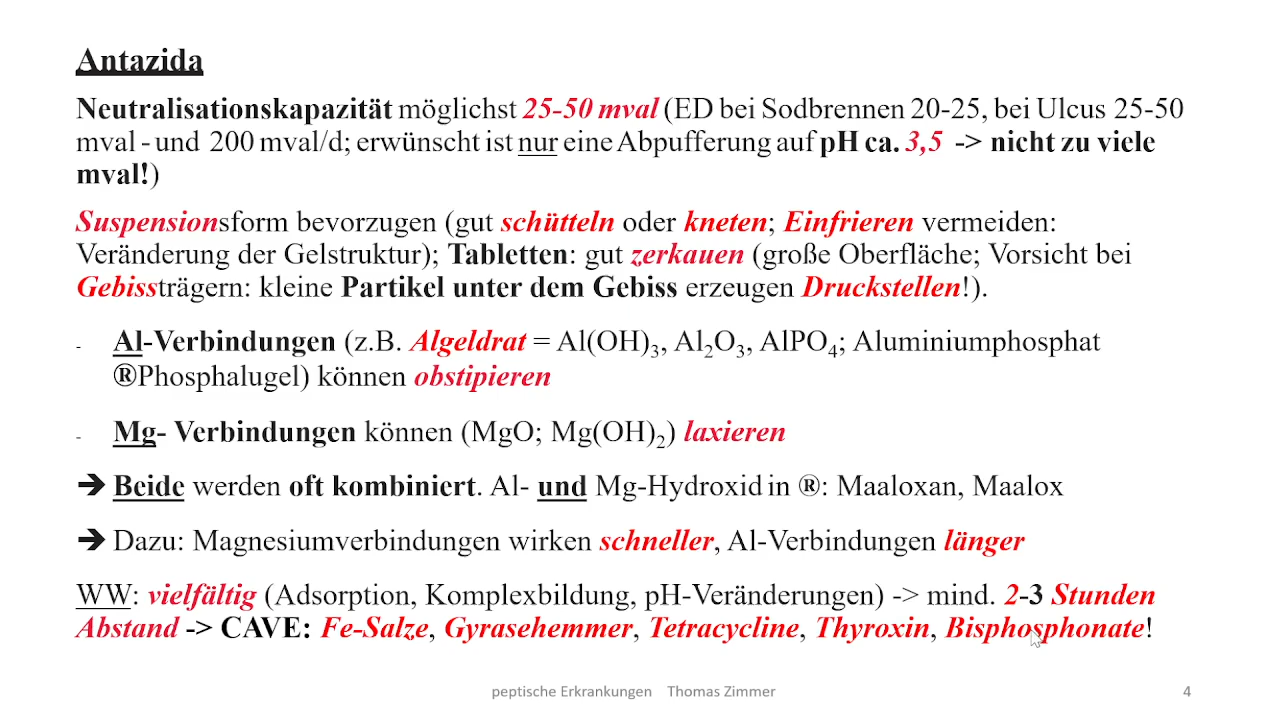 Antazida
Neutralisationskapazität möglichst 25-50 mval (ED bei Sodbrennen 20-25, bei Ulcus 25-50
mval - und 200 mval/d; erwünscht ist nur eine Abpufferung auf pH ca. 3,5 -> nicht zu viele
mval!)
Suspensionsform bevorzugen (gut schütteln oder kneten; Einfrieren vermeiden:
Veränderung der Gelstruktur); Tabletten: gut zerkauen (große Oberfläche; Vorsicht bei
Gebissträgern: kleine Partikel unter dem Gebiss erzeugen Druckstellen!).
- Al-Verbindungen (z.B. Algeldrat = Al(OH)₃, Al₂O₃, AlPO₄; Aluminiumphosphat
®Phosphalugel) können obstipieren
- Mg- Verbindungen können (MgO; Mg(OH)₂) laxieren
➔ Beide werden oft kombiniert. Al- und Mg-Hydroxid in ®: Maaloxan, Maalox
➔ Dazu: Magnesiumverbindungen wirken schneller, Al-Verbindungen länger
WW: vielfältig (Adsorption, Komplexbildung, pH-Veränderungen) -> mind. 2-3 Stunden
Abstand -> CAVE: Fe-Salze, Gyrasehemmer, Tetracycline, Thyroxin, Bisphosphonate!
peptische Erkrankungen Thomas Zimmer 4